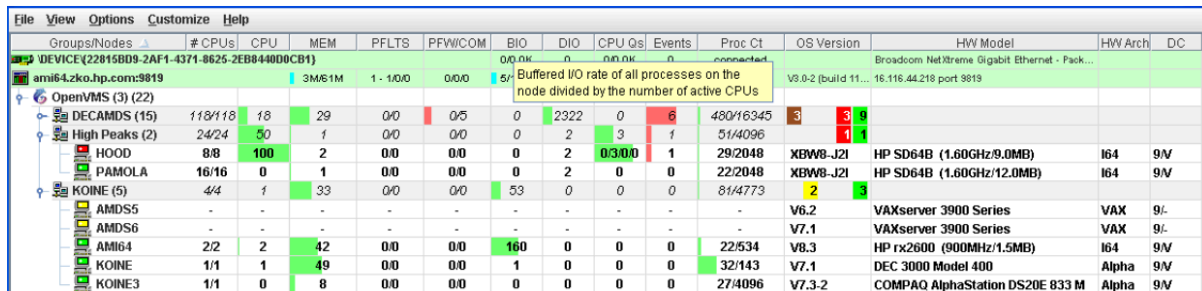 File View Options Customize Help
Groups/Nodes # CPUs CPU MEM PFLTS PFW/COM BIO DIO CPU Qs Events Proc Ct OS Version HW Model HW Arch DC
\DEVICE\{22815BD9-2AF1-4371-8625-2EB8440D0CB1} 0/0.0K 0 0/0.0K 0 connected Broadcom NetXtreme Gigabit Ethernet - Pack...
ami64.zko.hp.com:9819 3M/61M 1 - 1/0/0 0/0/0 5/ V3.0-2 (build 11... 16.116.44.218 port 9819
Buffered I/O rate of all processes on the
node divided by the number of active CPUs
OpenVMS (3) (22)
DECAMDS (15) 118/118 18 29 0/0 0/5 0 2322 0 6 480/16345 3 3 9
High Peaks (2) 24/24 50 1 0/0 0/0 0 2 3 1 51/4096 1 1
HOOD 8/8 100 2 0/0 0/0 0 2 0/3/0/0 1 29/2048 XBW8-J2I HP SD64B (1.60GHz/9.0MB) I64 9/V
PAMOLA 16/16 0 1 0/0 0/0 0 2 0 0 22/2048 XBW8-J2I HP SD64B (1.60GHz/12.0MB) I64 9/V
KOINE (5) 4/4 1 33 0/0 0/0 53 0 0 0 81/4773 2 3
AMDS5 - - - - - - - - - - V6.2 VAXserver 3900 Series VAX 9/-
AMDS6 - - - - - - - - - - V7.1 VAXserver 3900 Series VAX 9/-
AMI64 2/2 2 42 0/0 0/0 160 0 0 0 22/534 V8.3 HP rx2600 (900MHz/1.5MB) I64 9/V
KOINE 1/1 1 49 0/0 0/0 1 0 0 0 32/143 V7.1 DEC 3000 Model 400 Alpha 9/V
KOINE3 1/1 0 8 0/0 0/0 0 0 0 0 27/4096 V7.3-2 COMPAQ AlphaStation DS20E 833 M Alpha 9/V